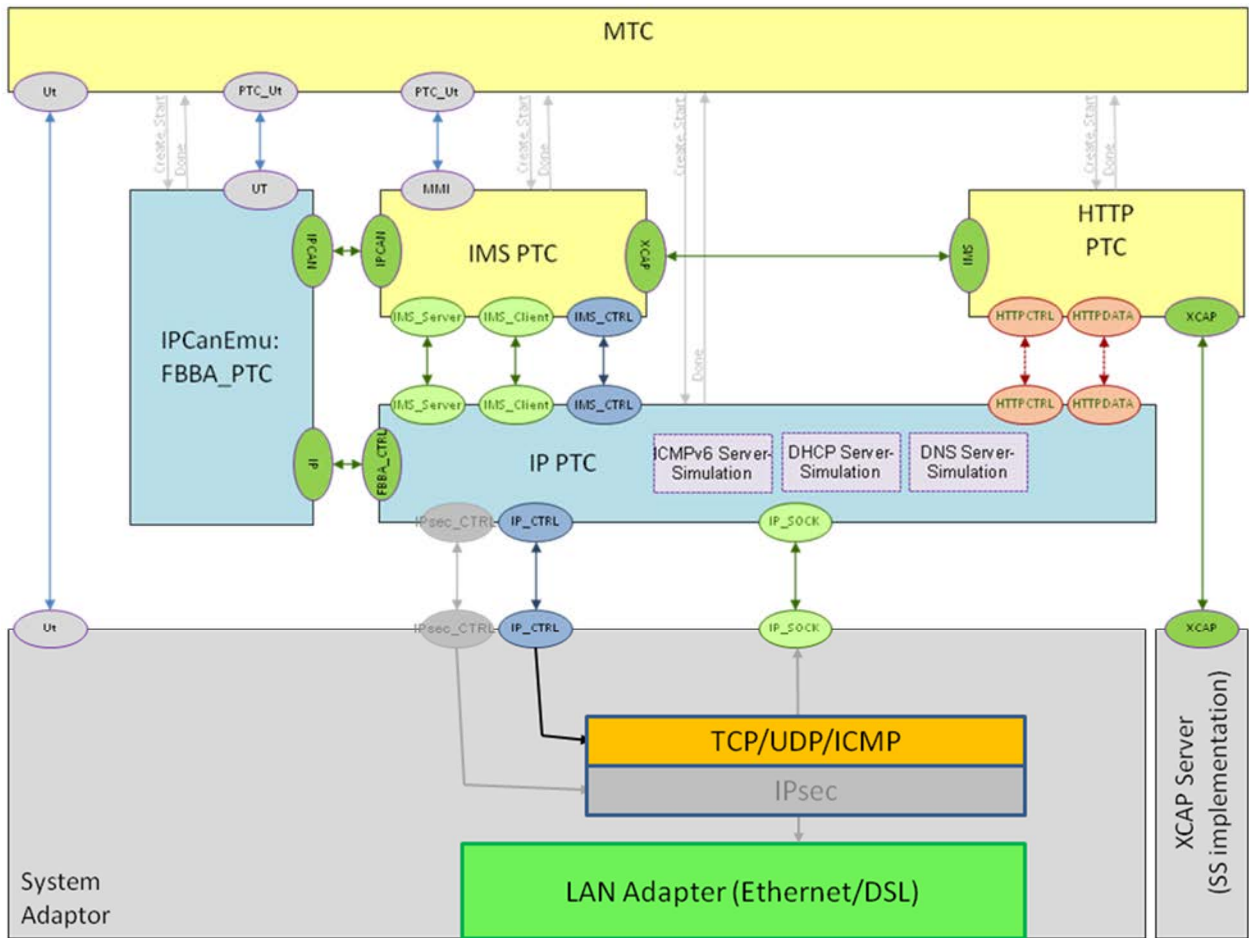 MTC
Ut
PTC_Ut
PTC_Ut
Create_Start
Done
Create_Start
Done
Create_Start
Done
Create_Start
Done
UT
MMI
IPCAN
IPCAN
IMS PTC
XCAP
SMI
HTTP
PTC
IPCanEmu:
FBBA_PTC
IMS_Server
IMS_Client
IMS_CTRL
HTTPCTRL
HTTPDATA
XCAP
IMS_Server
IMS_Client
IMS_CTRL
HTTPCTRL
HTTPDATA
IP
FBBA_CTRL
IP PTC
ICMPv6 Server-
Simulation
DHCP Server-
Simulation
DNS Server-
Simulation
IPsec_CTRL
IP_CTRL
IP_SOCK
Ut
IPsec_CTRL
IP_CTRL
IP_SOCK
XCAP
TCP/UDP/ICMP
IPsec
LAN Adapter (Ethernet/DSL)
System
Adaptor
XCAP Server
(SS implementation)